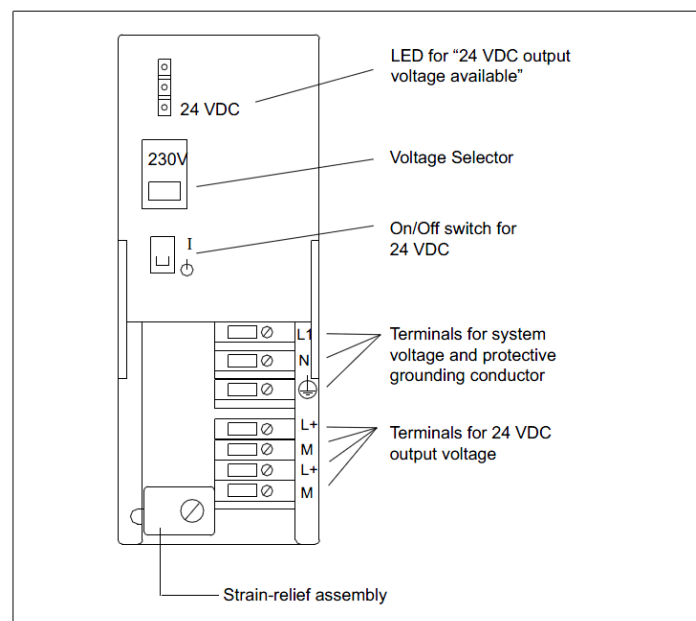 LED for “24 VDC output
voltage available”
24 VDC
230V
Voltage Selector
I
On/Off switch for
24 VDC
L1
N
Terminals for system
voltage and protective
grounding conductor
L+
M
L+
M
Terminals for 24 VDC
output voltage
Strain-relief assembly